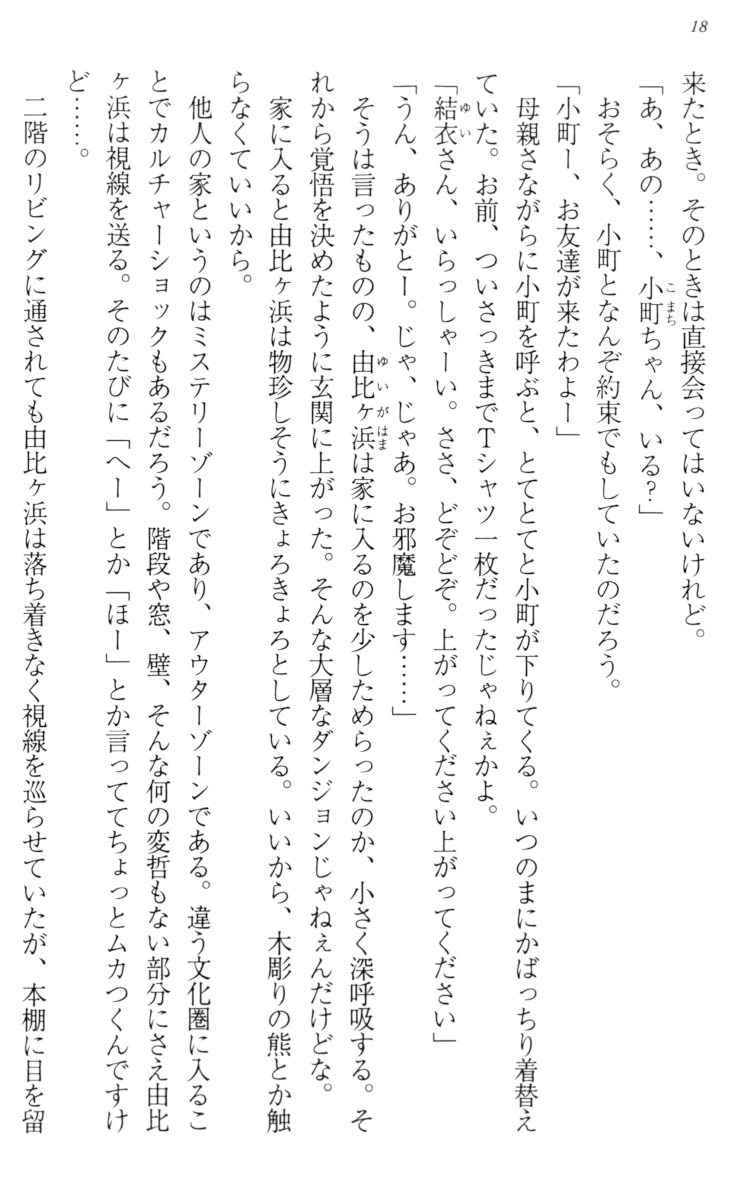 18
来たとき。そのときは直接会ってはいないけれど。
「あ、あの……、小町ちゃん、いる?」
おそらく、小町となんぞ約束でもしていたのだろう。
「小町ー、お友達が来たわよー」
母親さながらに小町を呼ぶと、とてとてと小町が下りてくる。いつのまにかばっちり着替え
ていた。お前、ついさっきまでTシャツ一枚だったじゃねぇかよ。
「結衣さん、いらっしゃーい。ささ、どぞどぞ。上がってください上がってください」
「うん、ありがとー。じゃ、じゃあ。お邪魔します……」
そうは言ったものの、由比ヶ浜は家に入るのを少しためらったのか、小さく深呼吸する。そ
れから覚悟を決めたように玄関に上がった。そんな大層なダンジョンじゃねぇんだけどな。
家に入ると由比ヶ浜は物珍しそうにきょろきょろとしている。いいから、木彫りの熊とか触
らなくていいから。
他人の家というのはミステリーゾーンであり、アウターゾーンである。違う文化圏に入るこ
とでカルチャーショックもあるだろう。階段や窓、壁、そんな何の変哲もない部分にさえ由比
ヶ浜は視線を送る。そのたびに「へー」とか「ほー」とか言っててちょっとムカつくんですけ
ど……。
二階のリビングに通されても由比ヶ浜は落ち着きなく視線を巡らせていたが、本棚に目を留